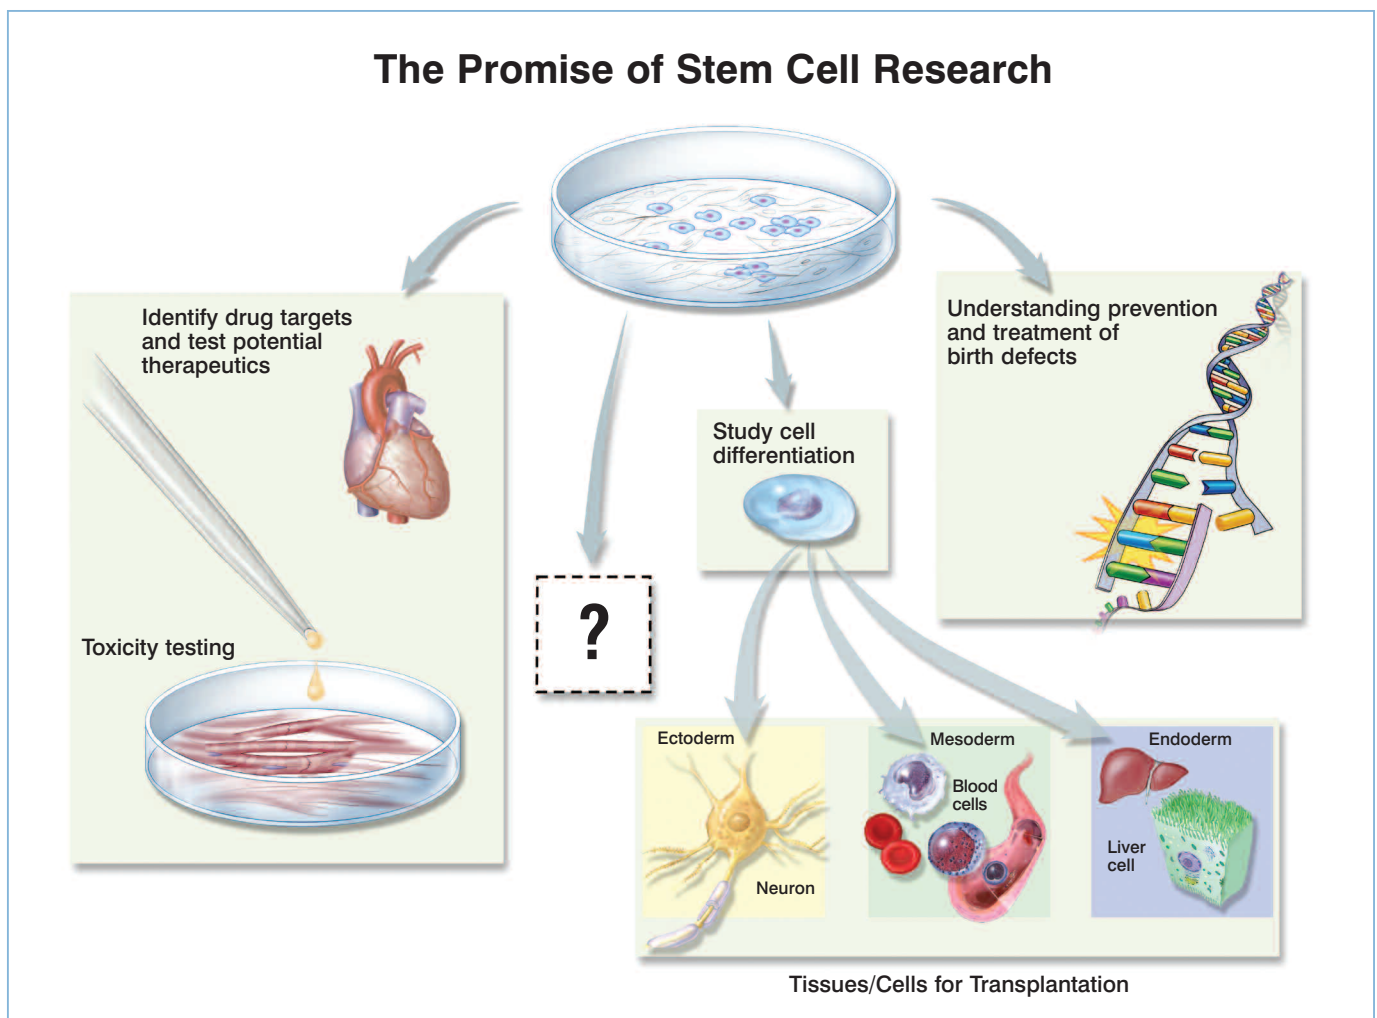 The Promise of Stem Cell Research
Identify drug targets
and test potential
therapeutics
Toxicity testing
?
Study cell
differentiation
Understanding prevention
and treatment of
birth defects
Ectoderm
Neuron
Mesoderm
Blood
cells
Endoderm
Liver
cell
Tissues/Cells for Transplantation